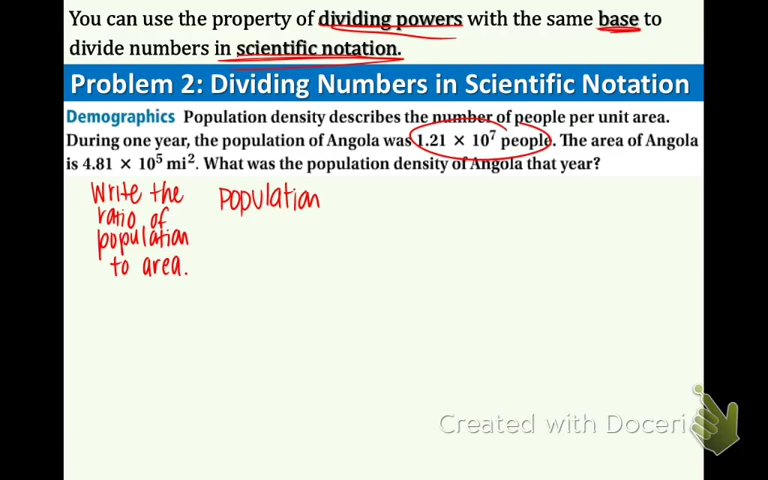 You can use the property of dividing powers with the same base to
divide numbers in scientific notation.
Problem 2: Dividing Numbers in Scientific Notation
Demographics Population density describes the number of people per unit area.
During one year, the population of Angola was 1.21 × 10⁷ people. The area of Angola
is 4.81 × 10⁵ mi². What was the population density of Angola that year?
Write the
ratio of
population
to area.
Population
Created with Doceri